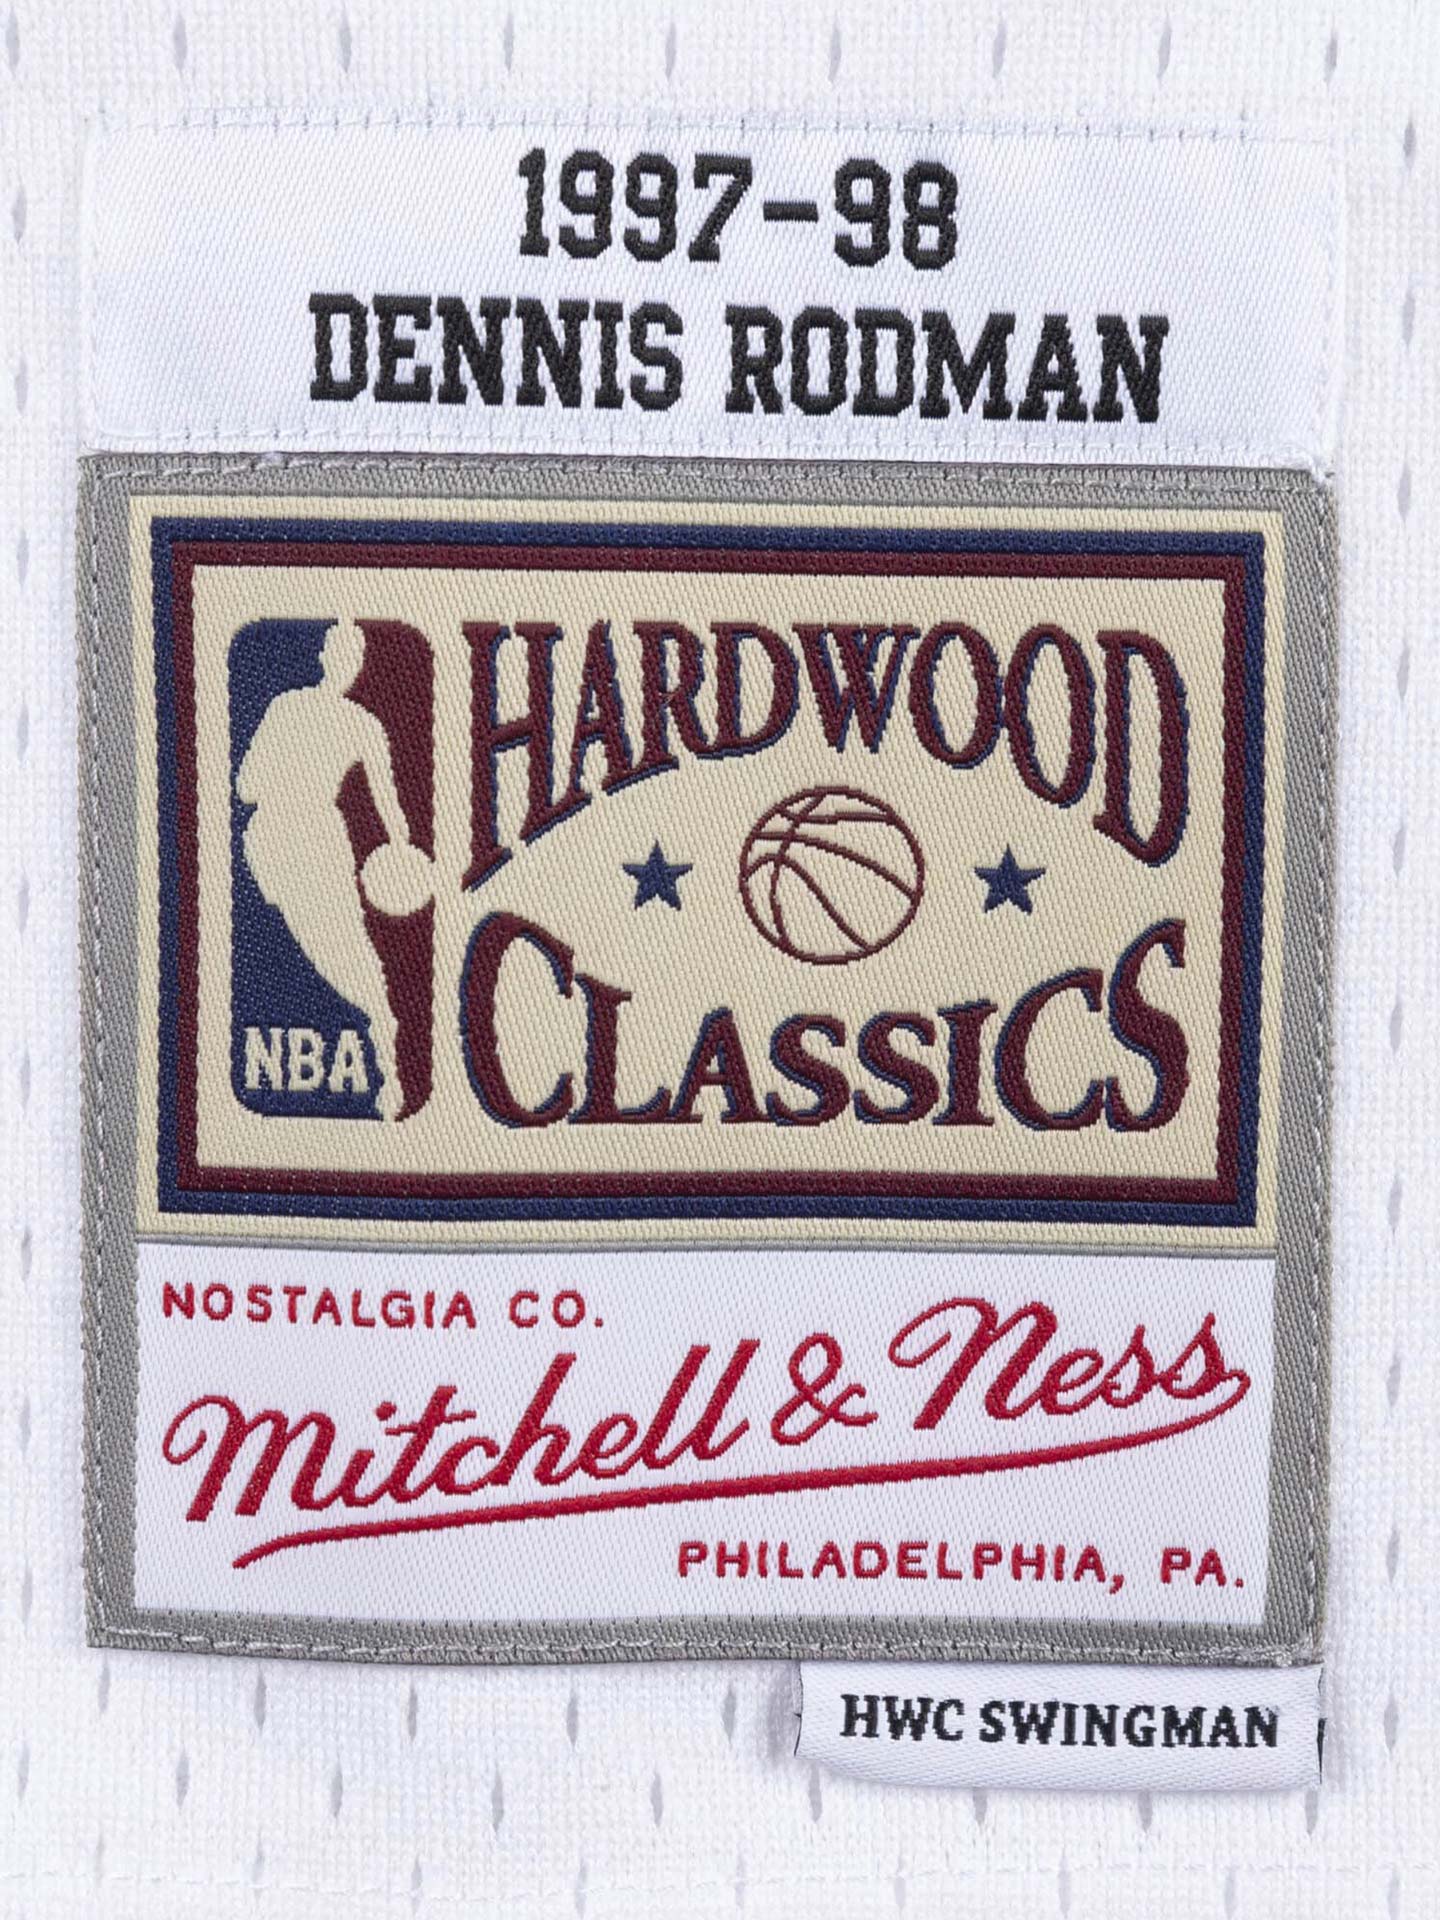 1997-98
DENNIS RODMAN
HARDWOOD
CLASSICS
NBA
NOSTALGIA CO.
Mitchell & Ness
PHILADELPHIA, PA.
HWC SWINGMAN